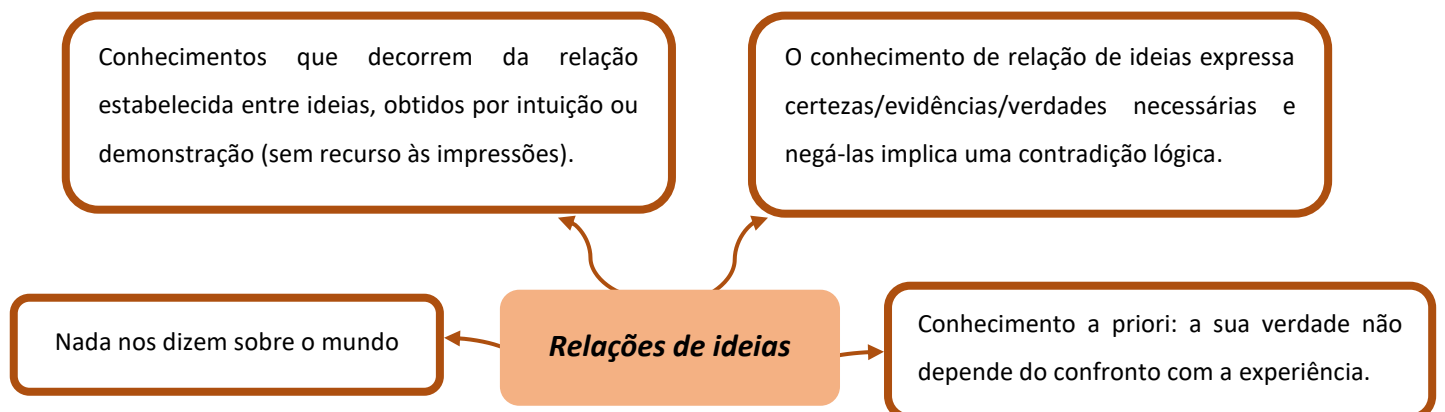 Conhecimentos que decorrem da relação
estabelecida entre ideias, obtidos por intuição ou
demonstração (sem recurso às impressões).
O conhecimento de relação de ideias expressa
certezas/evidências/verdades necessárias e
negá-las implica uma contradição lógica.
Nada nos dizem sobre o mundo
Relações de ideias
Conhecimento a priori: a sua verdade não
depende do confronto com a experiência.